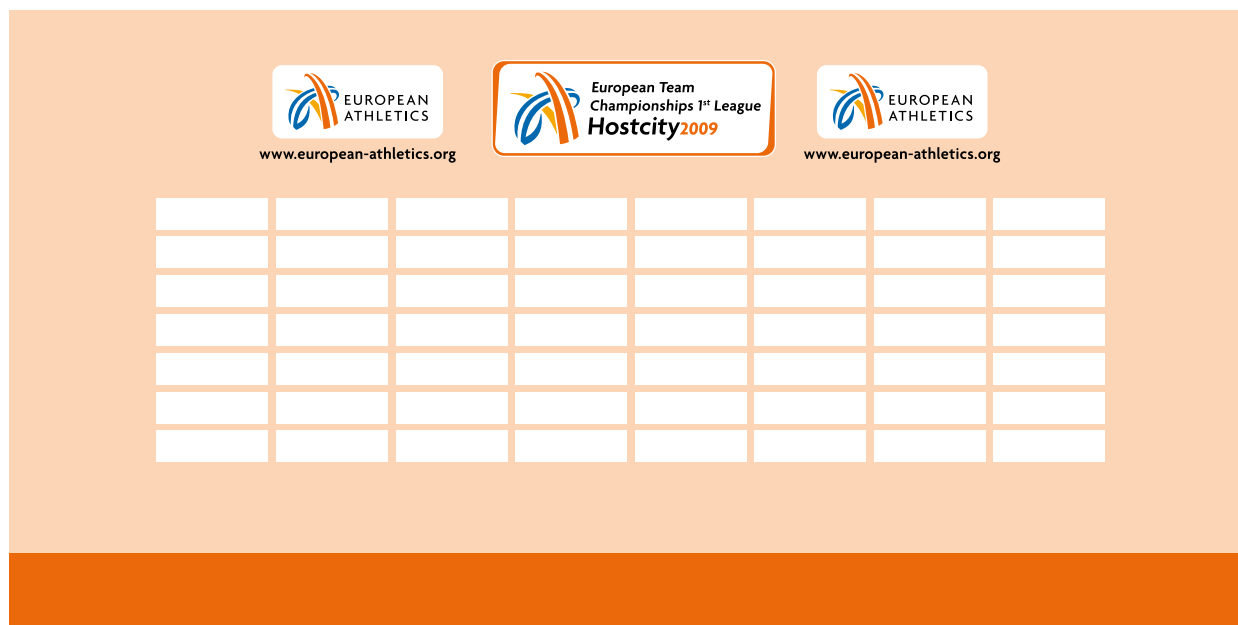 EUROPEAN
ATHLETICS
www.european-athletics.org
European Team
Championships 1st League
Hostcity2009
EUROPEAN
ATHLETICS
www.european-athletics.org